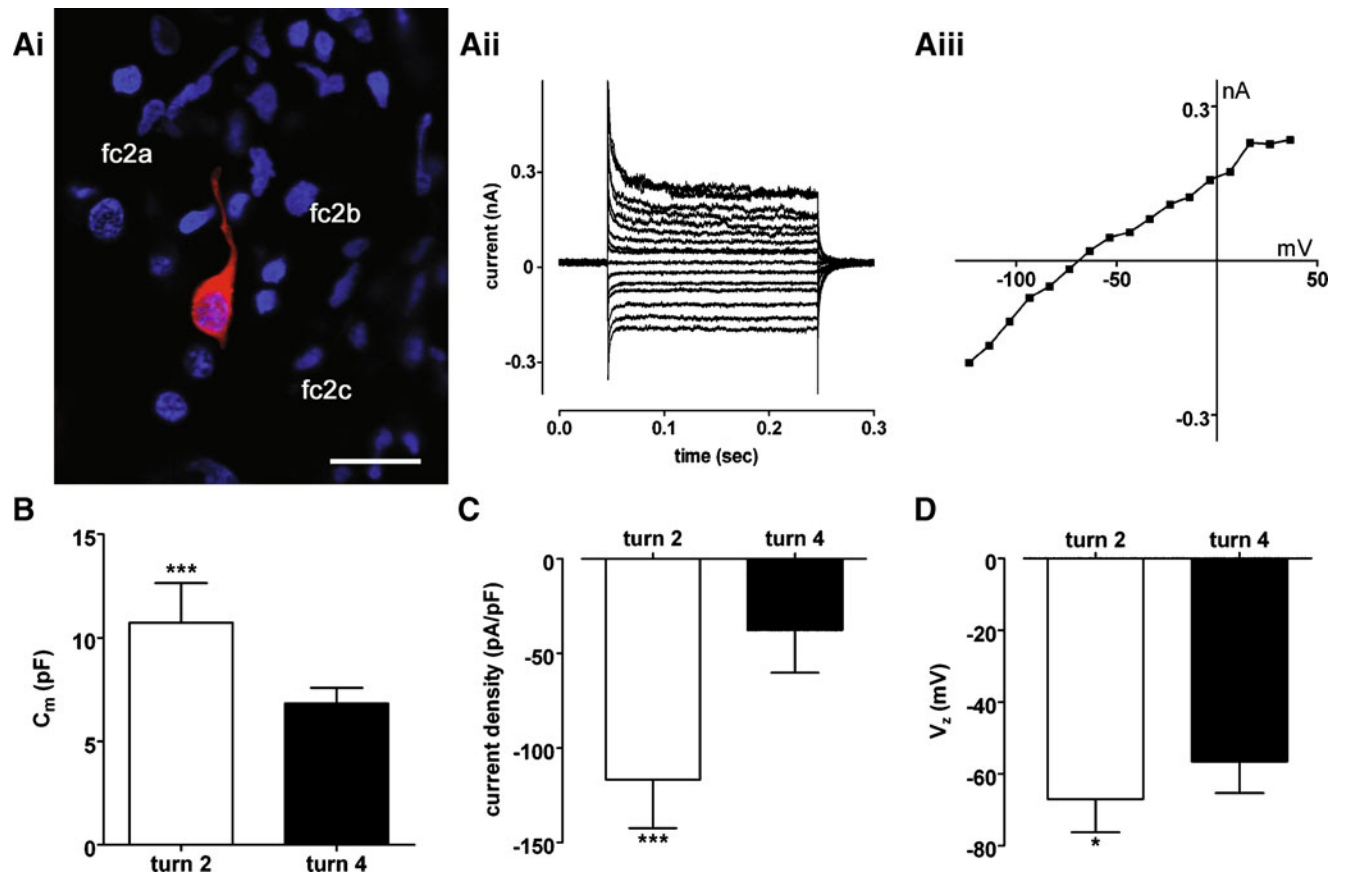 Ai
fc2a
fc2b
fc2c
Aii
current (nA)
0.3
0
-0.3
0.0
0.1
0.2
0.3
time (sec)
Aiii
nA
0.3
mV
-100
-50
50
-0.3
B
15
10
5
0
Cm (pF)
***
turn 2
turn 4
C
turn 2
turn 4
0
-50
-100
-150
current density (pA/pF)
***
D
turn 2
turn 4
0
-20
-40
-60
-80
Vz (mV)
*